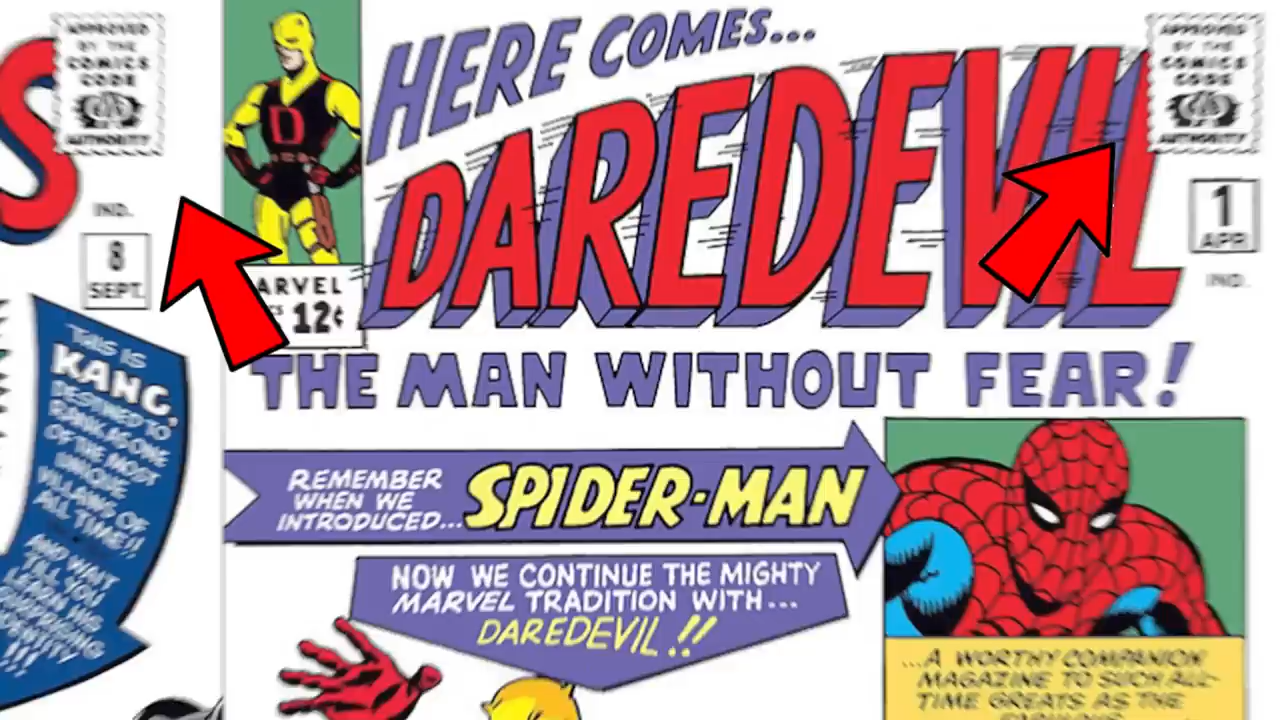 S
APPROVED
BY THE
COMICS
CODE
AUTHORITY
IND.
8
SEPT.
THIS IS
KANG,
DESTINED TO
RANK AS ONE
OF THE MOST
UNIQUE
VILLAINS OF
ALL TIME!!
AND WAIT
TILL YOU
LEARN HIS
!!!
D
ARVEL
12¢
HERE COMES...
DAREDEVIL
THE MAN WITHOUT FEAR!
APPROVED
BY THE
COMICS
CODE
AUTHORITY
1
APR.
IND.
REMEMBER
WHEN WE
INTRODUCED...
SPIDER-MAN
NOW WE CONTINUE THE MIGHTY
MARVEL TRADITION WITH...
DAREDEVIL!!
...A WORTHY COMPANION
MAGAZINE TO SUCH ALL-
TIME GREATS AS THE